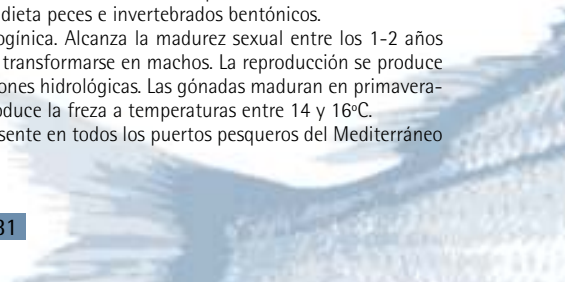 dieta peces e invertebrados bentónicos.
ogínica. Alcanza la madurez sexual entre los 1-2 años
transformarse en machos. La reproducción se produce
ones hidrológicas. Las gónadas maduran en primavera-
oduce la freza a temperaturas entre 14 y 16ºC.
sente en todos los puertos pesqueros del Mediterráneo
31